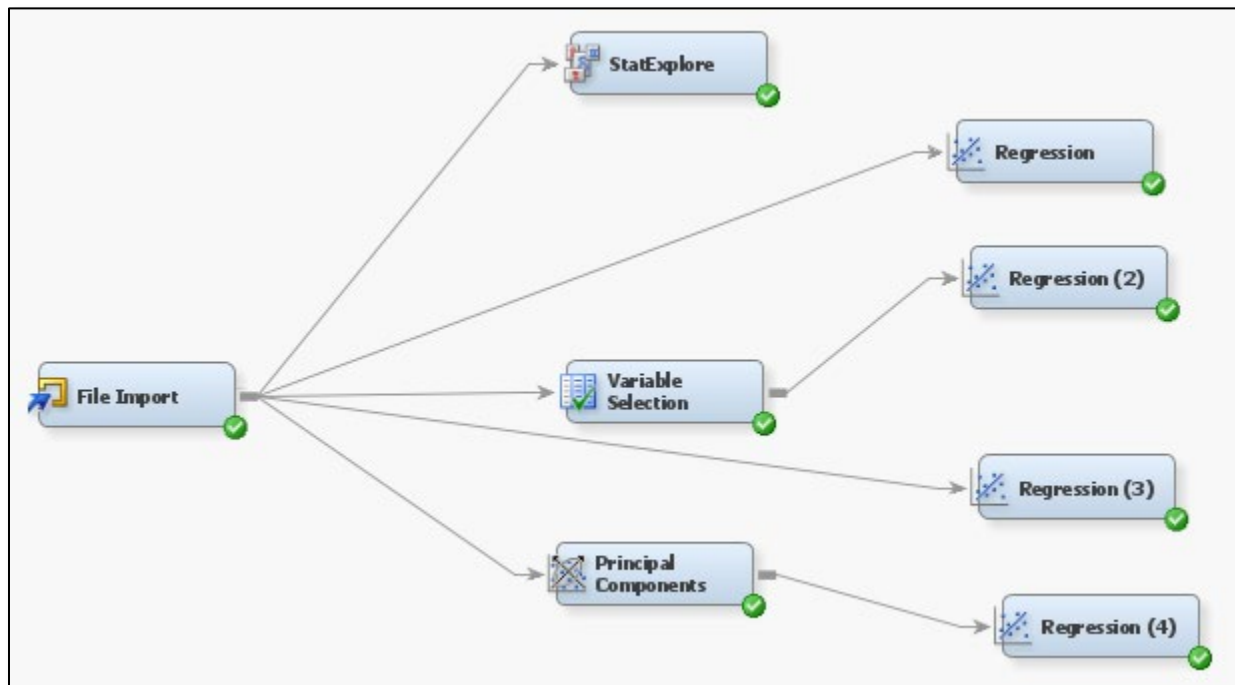 StatExplore
Regression
Regression (2)
File Import
Variable
Selection
Regression (3)
Principal
Components
Regression (4)